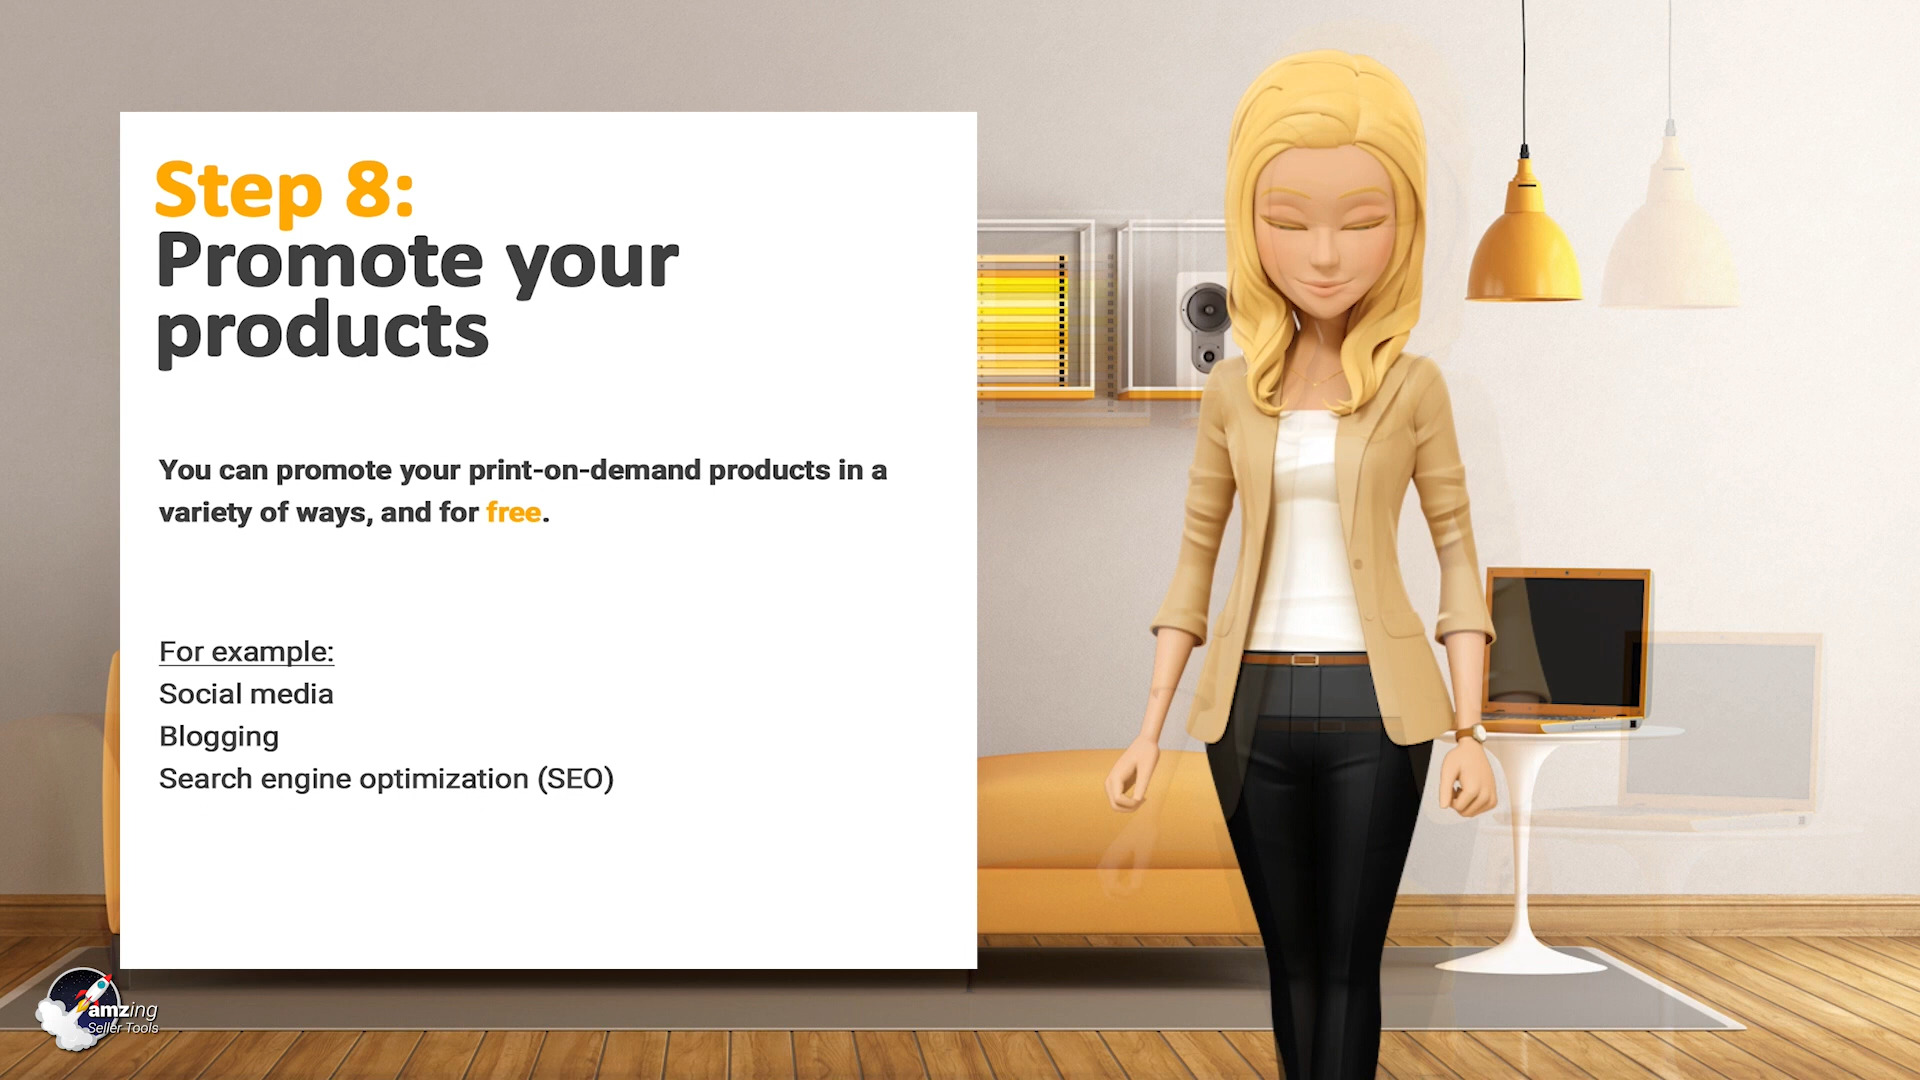 Step 8:
Promote your
products
You can promote your print-on-demand products in a
variety of ways, and for free.
For example:
Social media
Blogging
Search engine optimization (SEO)
amzing
Seller Tools